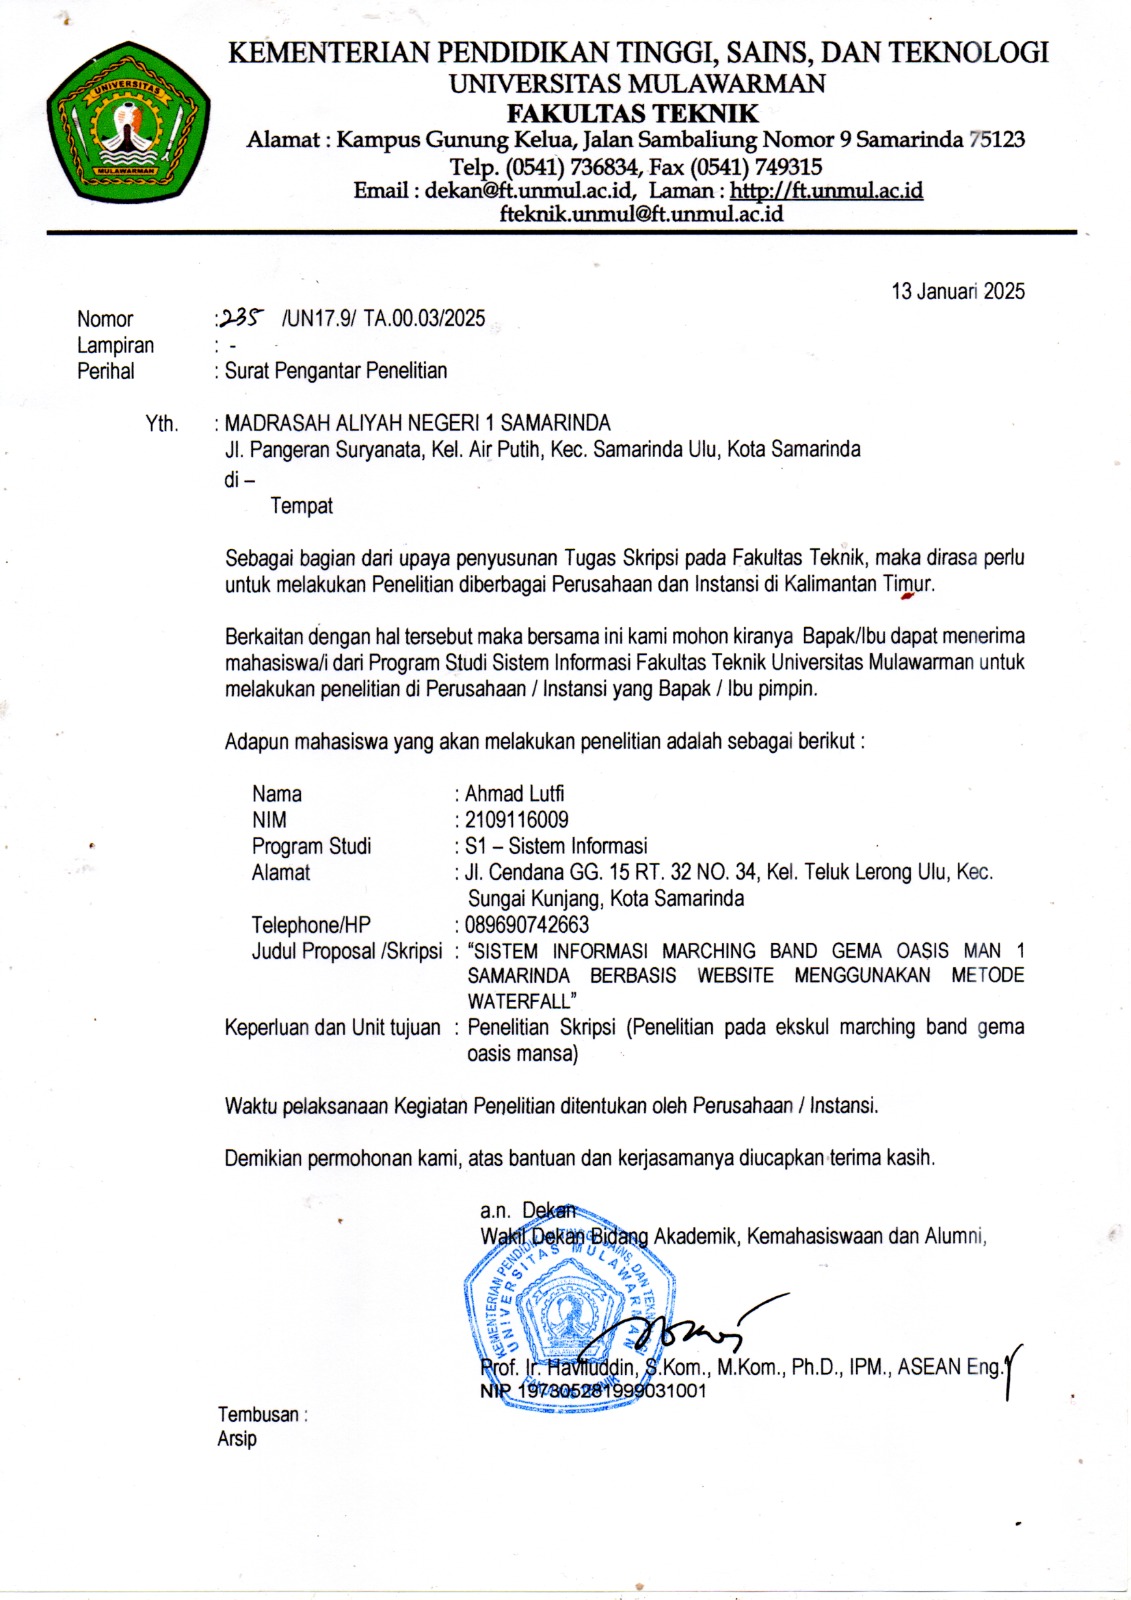 KEMENTERIAN PENDIDIKAN TINGGI, SAINS, DAN TEKNOLOGI
UNIVERSITAS MULAWARMAN
FAKULTAS TEKNIK
Alamat : Kampus Gunung Kelua, Jalan Sambaliung Nomor 9 Samarinda 75123
Telp. (0541) 736834, Fax (0541) 749315
Email : dekan@ft.unmul.ac.id, Laman : http://ft.unmul.ac.id
fteknik.unmul@ft.unmul.ac.id
UNIVERSITAS
MULAWARMAN
13 Januari 2025
Nomor : 235 /UN17.9/ TA.00.03/2025
Lampiran : -
Perihal : Surat Pengantar Penelitian
Yth. : MADRASAH ALIYAH NEGERI 1 SAMARINDA
Jl. Pangeran Suryanata, Kel. Air Putih, Kec. Samarinda Ulu, Kota Samarinda
di –
Tempat
Sebagai bagian dari upaya penyusunan Tugas Skripsi pada Fakultas Teknik, maka dirasa perlu
untuk melakukan Penelitian diberbagai Perusahaan dan Instansi di Kalimantan Timur.
Berkaitan dengan hal tersebut maka bersama ini kami mohon kiranya Bapak/Ibu dapat menerima
mahasiswa/i dari Program Studi Sistem Informasi Fakultas Teknik Universitas Mulawarman untuk
melakukan penelitian di Perusahaan / Instansi yang Bapak / Ibu pimpin.
Adapun mahasiswa yang akan melakukan penelitian adalah sebagai berikut :
Nama : Ahmad Lutfi
NIM : 2109116009
Program Studi : S1 – Sistem Informasi
Alamat : Jl. Cendana GG. 15 RT. 32 NO. 34, Kel. Teluk Lerong Ulu, Kec.
Sungai Kunjang, Kota Samarinda
Telephone/HP : 089690742663
Judul Proposal /Skripsi : “SISTEM INFORMASI MARCHING BAND GEMA OASIS MAN 1
SAMARINDA BERBASIS WEBSITE MENGGUNAKAN METODE
WATERFALL”
Keperluan dan Unit tujuan : Penelitian Skripsi (Penelitian pada ekskul marching band gema
oasis mansa)
Waktu pelaksanaan Kegiatan Penelitian ditentukan oleh Perusahaan / Instansi.
Demikian permohonan kami, atas bantuan dan kerjasamanya diucapkan terima kasih.
a.n. Dekan
Wakil Dekan Bidang Akademik, Kemahasiswaan dan Alumni,
KEMENTERIAN PENDIDIKAN TINGGI, SAINS, DAN TEKNOLOGI
UNIVERSITAS MULAWARMAN
FAKULTAS TEKNIK
Prof. Ir. Haviluddin, S.Kom., M.Kom., Ph.D., IPM., ASEAN Eng.
NIP 197305281999031001
Tembusan :
Arsip